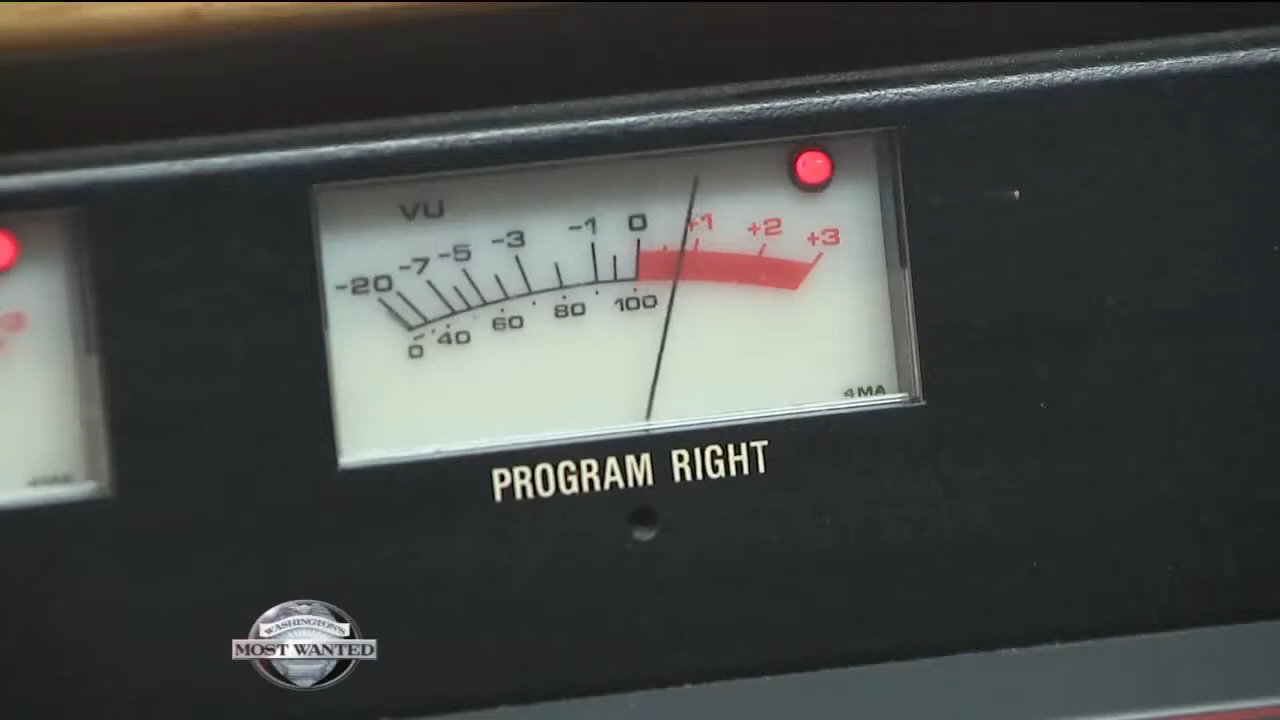 VU
-20 -7 -5 -3 -1 0 +1 +2 +3
0 40 60 80 100
4MA
PROGRAM RIGHT
WASHINGTON'S
MOST WANTED